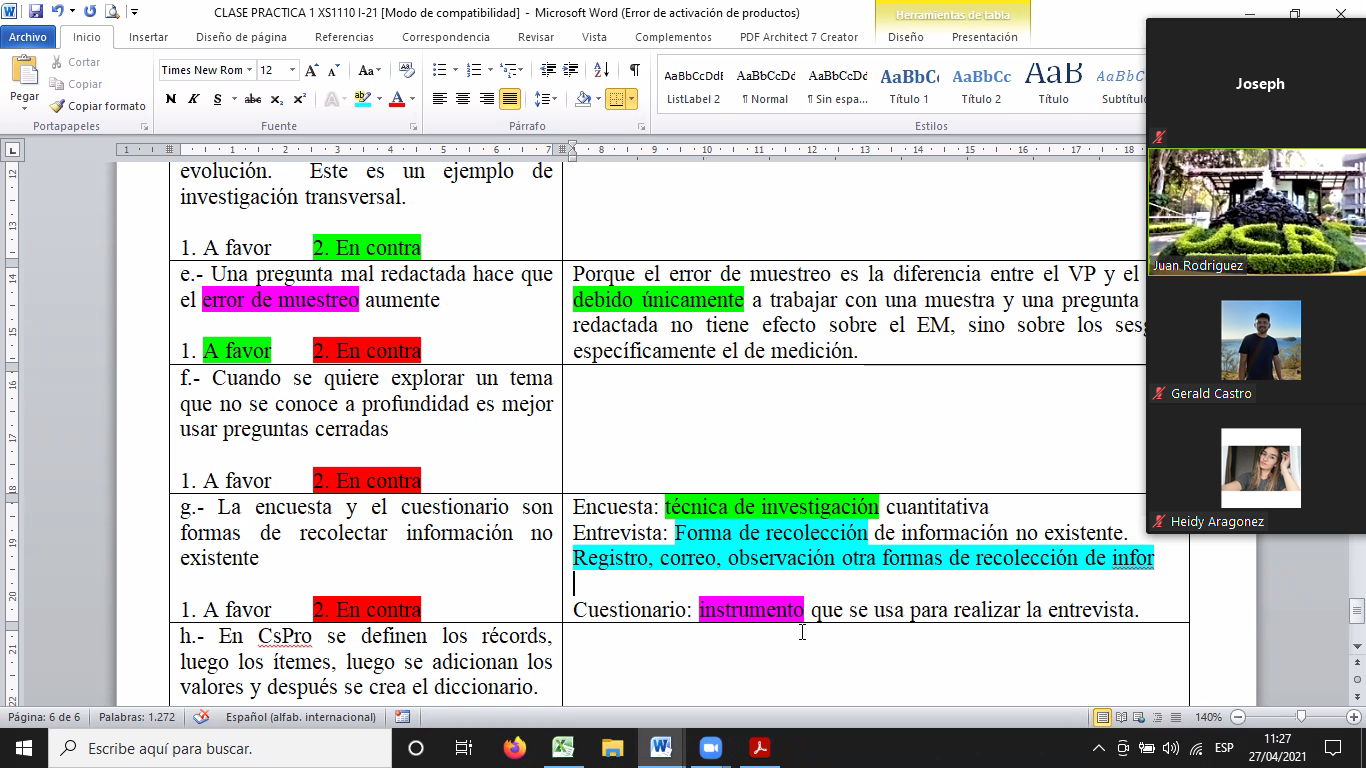 CLASE PRACTICA 1 XS1110 I-21 [Modo de compatibilidad] - Microsoft Word (Error de activación de productos)
Herramientas de tabla
Archivo Inicio Insertar Diseño de página Referencias Correspondencia Revisar Vista Complementos PDF Architect 7 Creator Diseño Presentación
Pegar
Cortar
Copiar
Copiar formato
Portapapeles
Times New Rom 12
N K S abc x₂ x²
Fuente
Párrafo
AaBbCcDdE AaBbCcDc AaBbCcDc AaBbC AaBbCc AaB AaBbCc
ListLabel 2 ¶ Normal ¶ Sin espa... Título 1 Título 2 Título Subtítulo
Estilos
evolución. Este es un ejemplo de
investigación transversal.
1. A favor 2. En contra
e.- Una pregunta mal redactada hace que
el error de muestreo aumente
1. A favor 2. En contra
Porque el error de muestreo es la diferencia entre el VP y el
debido únicamente a trabajar con una muestra y una pregunta
redactada no tiene efecto sobre el EM, sino sobre los ses
específicamente el de medición.
f.- Cuando se quiere explorar un tema
que no se conoce a profundidad es mejor
usar preguntas cerradas
1. A favor 2. En contra
g.- La encuesta y el cuestionario son
formas de recolectar información no
existente
1. A favor 2. En contra
Encuesta: técnica de investigación cuantitativa
Entrevista: Forma de recolección de información no existente.
Registro, correo, observación otra formas de recolección de infor
Cuestionario: instrumento que se usa para realizar la entrevista.
h.- En CsPro se definen los récords,
luego los ítemes, luego se adicionan los
valores y después se crea el diccionario.
Joseph
UCR
Juan Rodriguez
Gerald Castro
Heidy Aragonez
Página: 6 de 6 Palabras: 1.272 Español (alfab. internacional) 140%
Escribe aquí para buscar.
ESP
11:27
27/04/2021